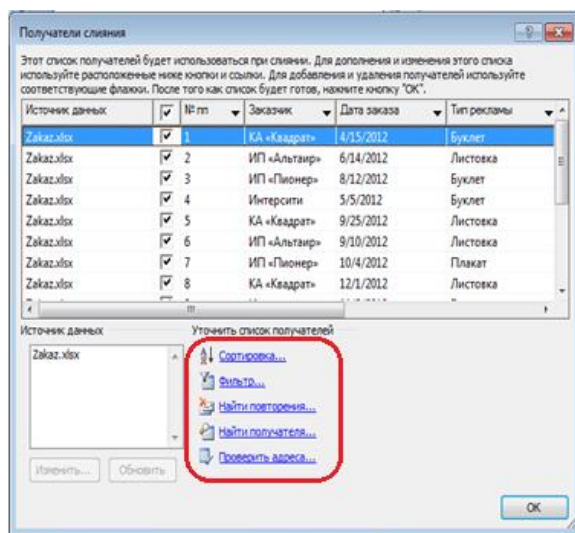 Получатели слияния
Этот список получателей будет использоваться при слиянии. Для дополнения и изменения этого списка
используйте расположенные ниже кнопки и ссылки. Для добавления и удаления получателей используйте
соответствующие флажки. После того как список будет готов, нажмите кнопку "ОК".
Источник данных № пп Заказчик Дата заказа Тип рекламы
Zakaz.xlsx 1 КА «Квадрат» 4/15/2012 Буклет
Zakaz.xlsx 2 ИП «Альтаир» 6/14/2012 Листовка
Zakaz.xlsx 3 ИП «Пионер» 8/12/2012 Буклет
Zakaz.xlsx 4 Интерсити 5/5/2012 Буклет
Zakaz.xlsx 5 КА «Квадрат» 9/25/2012 Листовка
Zakaz.xlsx 6 ИП «Альтаир» 9/10/2012 Листовка
Zakaz.xlsx 7 ИП «Пионер» 10/4/2012 Плакат
Zakaz.xlsx 8 КА «Квадрат» 12/1/2012 Листовка
Источник данных Уточнить список получателей
Zakaz.xlsx
Сортировка...
Фильтр...
Найти повторения...
Найти получателя...
Проверить адреса...
Изменить... Обновить
ОК